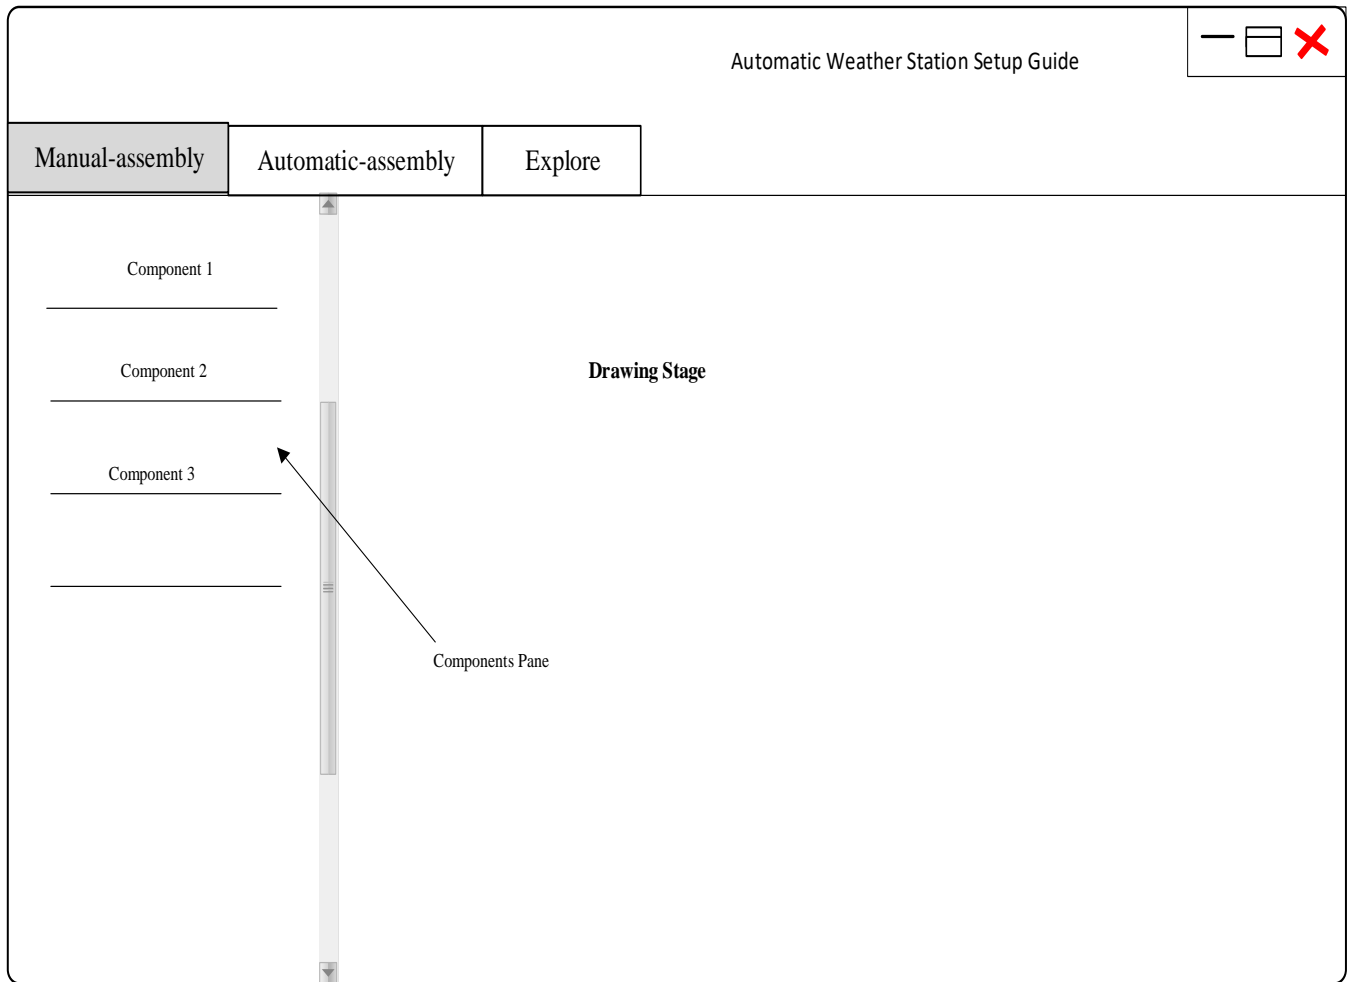 Automatic Weather Station Setup Guide
Manual-assembly
Automatic-assembly
Explore
Component 1
Component 2
Drawing Stage
Component 3
Components Pane